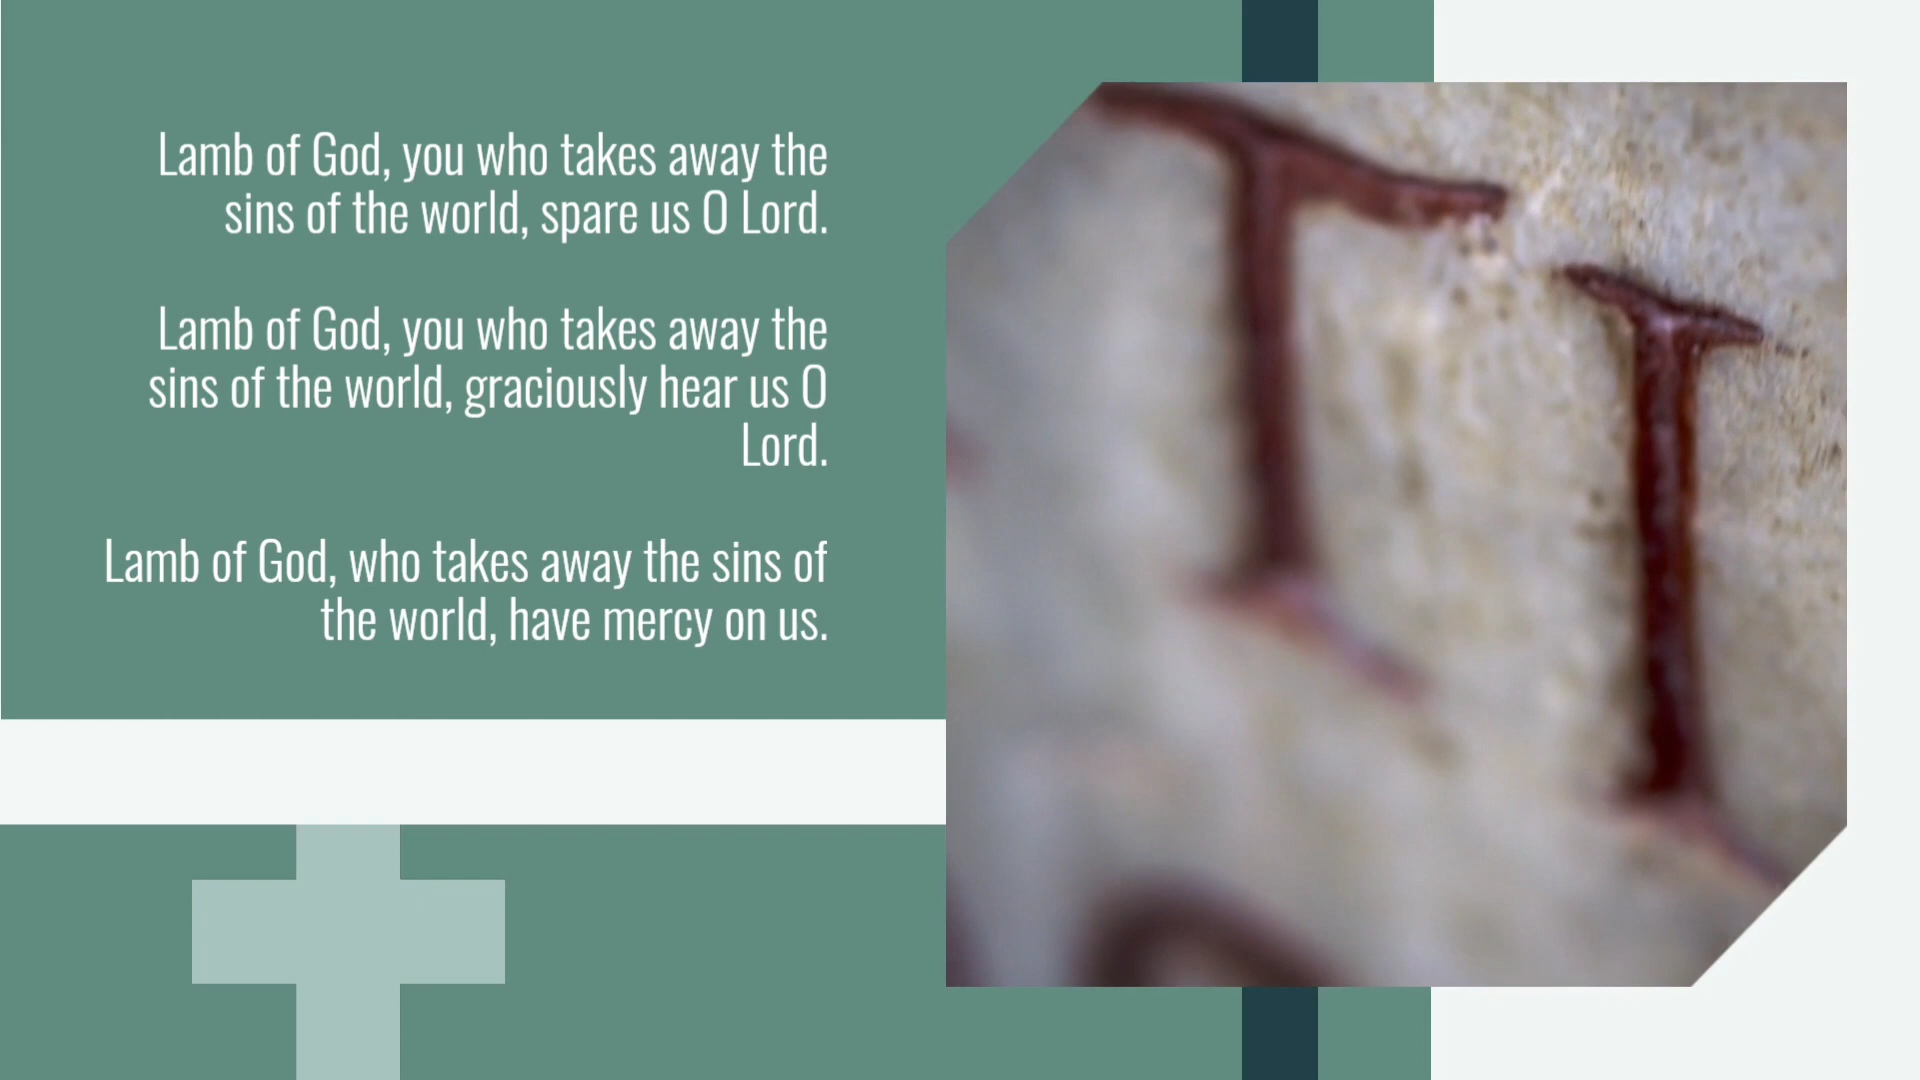 Lamb of God, you who takes away the
sins of the world, spare us O Lord.
Lamb of God, you who takes away the
sins of the world, graciously hear us O
Lord.
Lamb of God, who takes away the sins of
the world, have mercy on us.